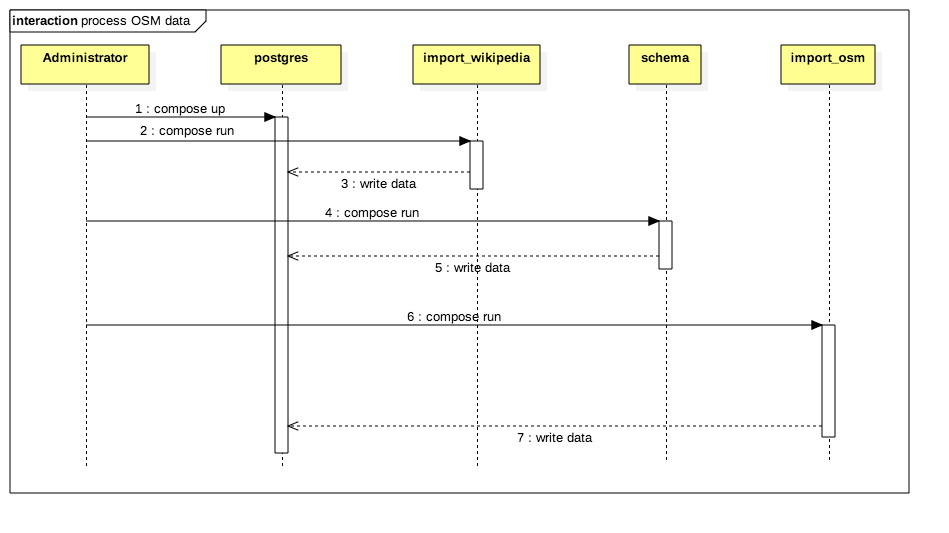 interaction process OSM data
Administrator
postgres
import_wikipedia
schema
import_osm
1 : compose up
2 : compose run
3 : write data
4 : compose run
5 : write data
6 : compose run
7 : write data